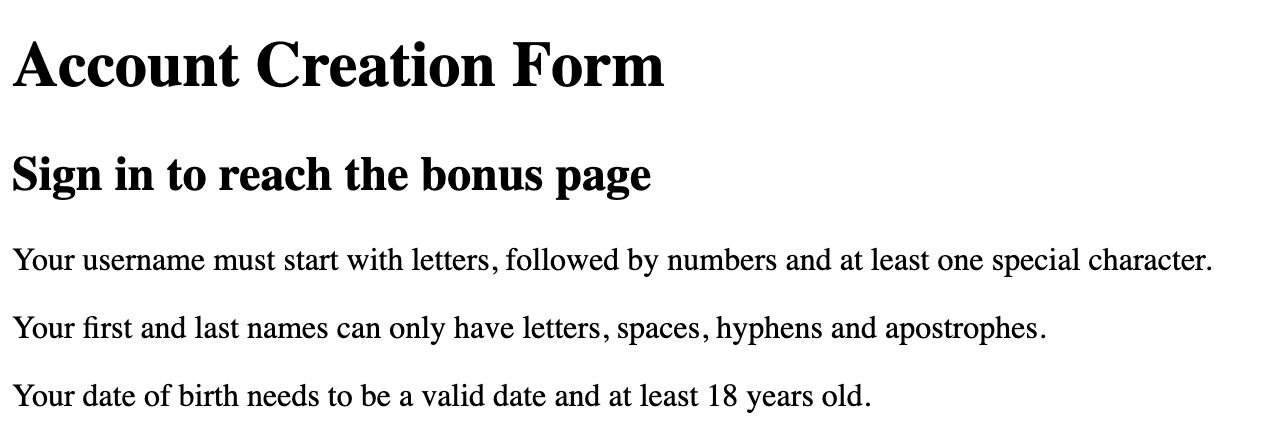 Account Creation Form
Sign in to reach the bonus page
Your username must start with letters, followed by numbers and at least one special character.
Your first and last names can only have letters, spaces, hyphens and apostrophes.
Your date of birth needs to be a valid date and at least 18 years old.